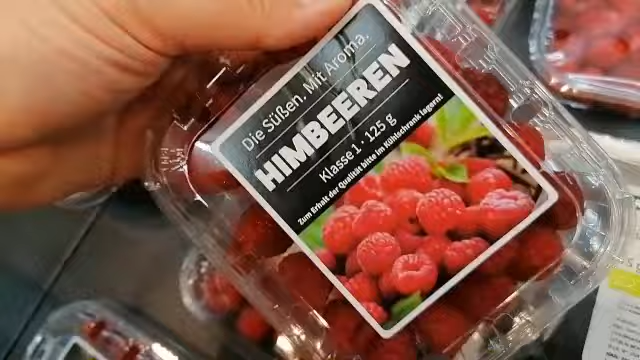 Die Süßen. Mit Aroma.
HIMBEEREN
Klasse 1 · 125 g
Zum Erhalt der Qualität bitte im Kühlschrank lagern!